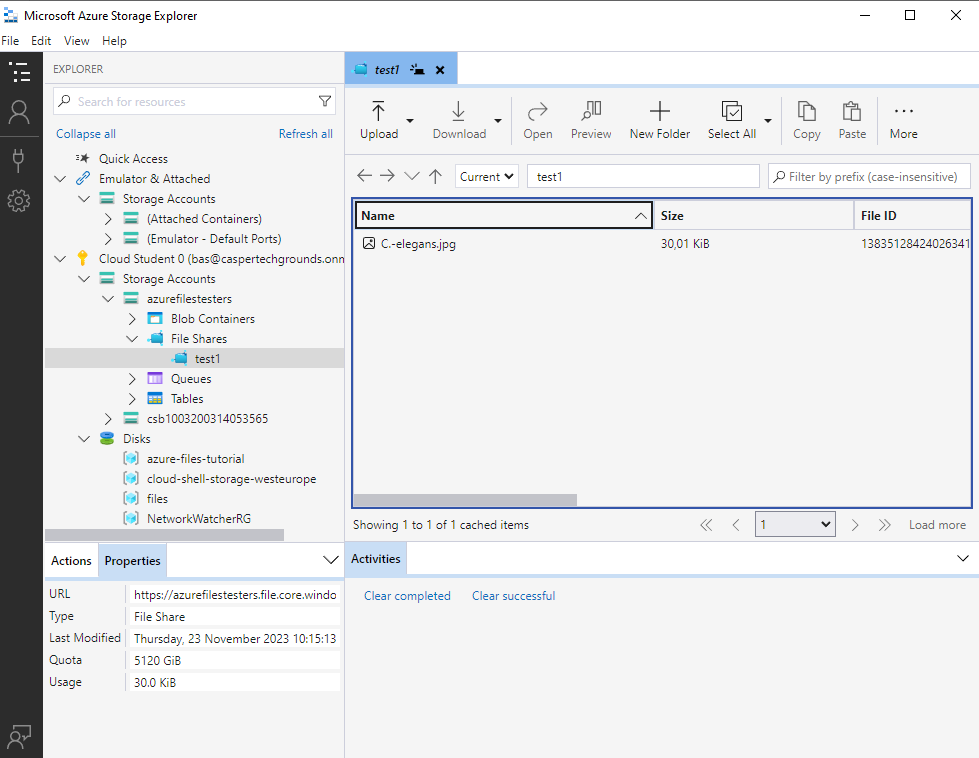 Microsoft Azure Storage Explorer
File Edit View Help
EXPLORER
Search for resources
Collapse all Refresh all
Quick Access
Emulator & Attached
Storage Accounts
(Attached Containers)
(Emulator - Default Ports)
Cloud Student 0 (bas@caspertechgrounds.onn
Storage Accounts
azurefilestesters
Blob Containers
File Shares
test1
Queues
Tables
csb1003200314053565
Disks
azure-files-tutorial
cloud-shell-storage-westeurope
files
NetworkWatcherRG
Actions Properties
URL https://azurefilestesters.file.core.windo
Type File Share
Last Modified Thursday, 23 November 2023 10:15:13
Quota 5120 GiB
Usage 30.0 KiB
test1
Upload Download Open Preview New Folder Select All Copy Paste More
Current test1 Filter by prefix (case-insensitive)
Name Size File ID
C.-elegans.jpg 30,01 KiB 13835128424026341
Showing 1 to 1 of 1 cached items 1 Load more
Activities
Clear completed Clear successful